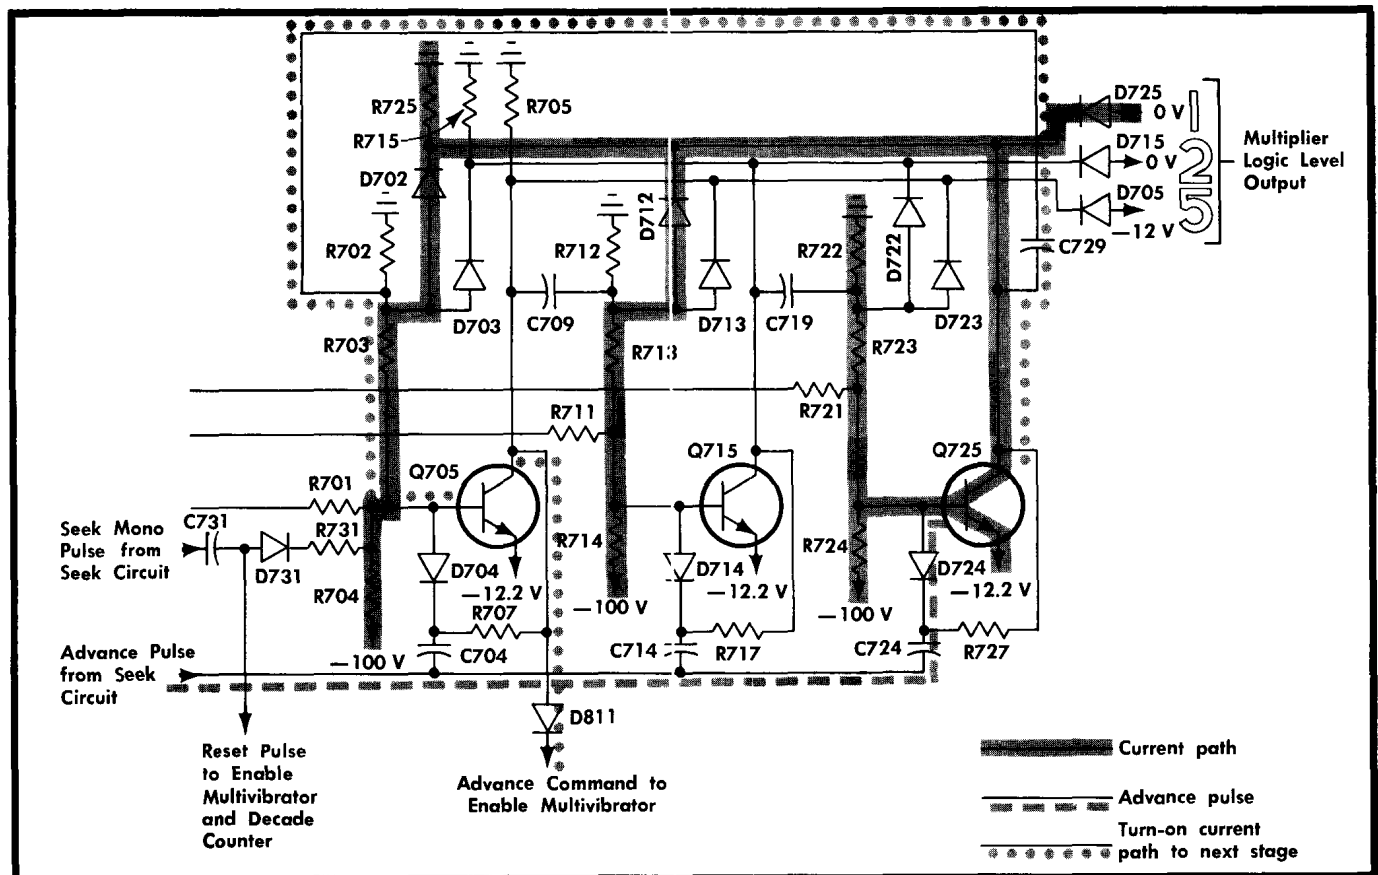 R725
R715
R705
D702
R702
R703
D703
C709
R712
D712
R713
D713
C719
R722
D722
R723
D723
C729
D725
0 V
1
D715
0 V
2
D705
—12 V
5
Multiplier
Logic Level
Output
R721
R711
R701
Q705
Q715
Q725
Seek Mono
Pulse from
Seek Circuit
C731
D731
R731
R704
—100 V
D704
—12.2 V
R707
C704
R714
—100 V
D714
—12.2 V
C714
R717
R724
—100 V
D724
—12.2 V
C724
R727
Advance Pulse
from Seek
Circuit
D811
Reset Pulse
to Enable
Multivibrator
and Decade
Counter
Advance Command to
Enable Multivibrator
Current path
Advance pulse
Turn-on current
path to next stage